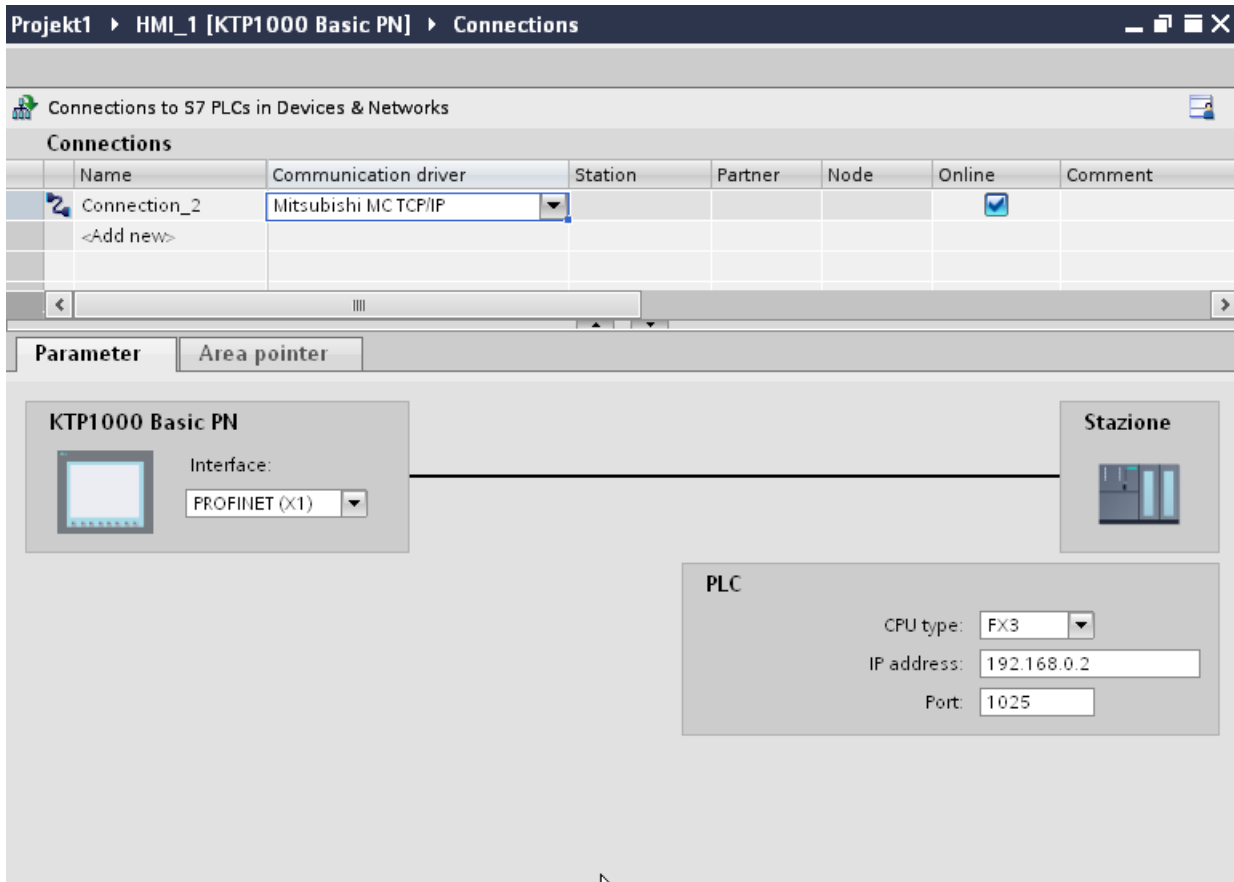 Projekt1 ▸ HMI_1 [KTP1000 Basic PN] ▸ Connections
Connections to S7 PLCs in Devices & Networks
Connections
Name Communication driver Station Partner Node Online Comment
Connection_2 Mitsubishi MC TCP/IP
<Add new>
Parameter Area pointer
KTP1000 Basic PN
Interface:
PROFINET (X1)
Stazione
PLC
CPU type: FX3
IP address: 192.168.0.2
Port: 1025